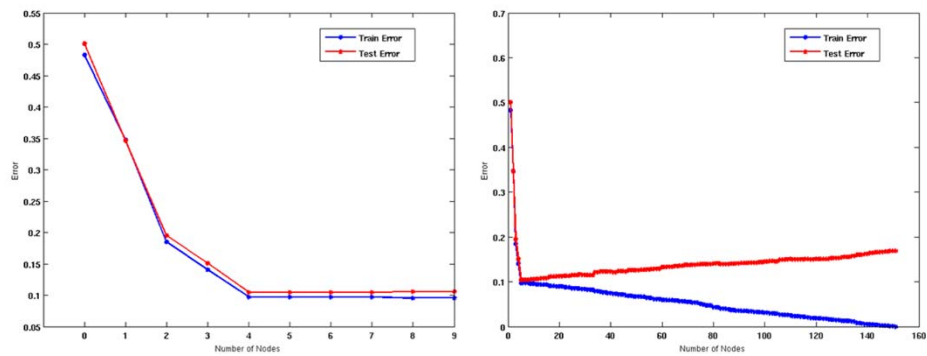 0.55
0.5
0.45
0.4
0.35
0.3
0.25
0.2
0.15
0.1
0.05
Error
Train Error
Test Error
0 1 2 3 4 5 6 7 8 9
Number of Nodes
0.7
0.6
0.5
0.4
0.3
0.2
0.1
0
Error
Train Error
Test Error
0 20 40 60 80 100 120 140 160
Number of Nodes